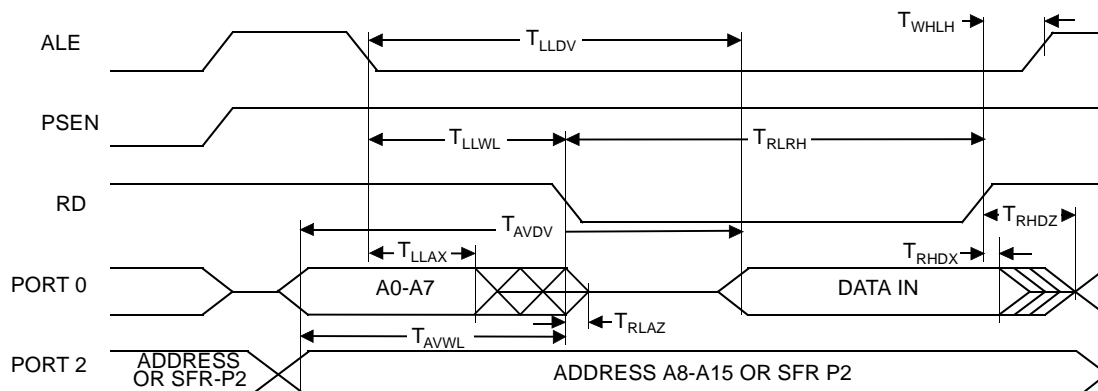 ALE
T_LLDV
T_WHLH
PSEN
T_LLWL
T_RLRH
RD
T_AVDV
T_RHDZ
T_LLAX
T_RHDX
PORT 0
A0-A7
DATA IN
T_RLAZ
T_AVWL
PORT 2
ADDRESS
OR SFR-P2
ADDRESS A8-A15 OR SFR P2